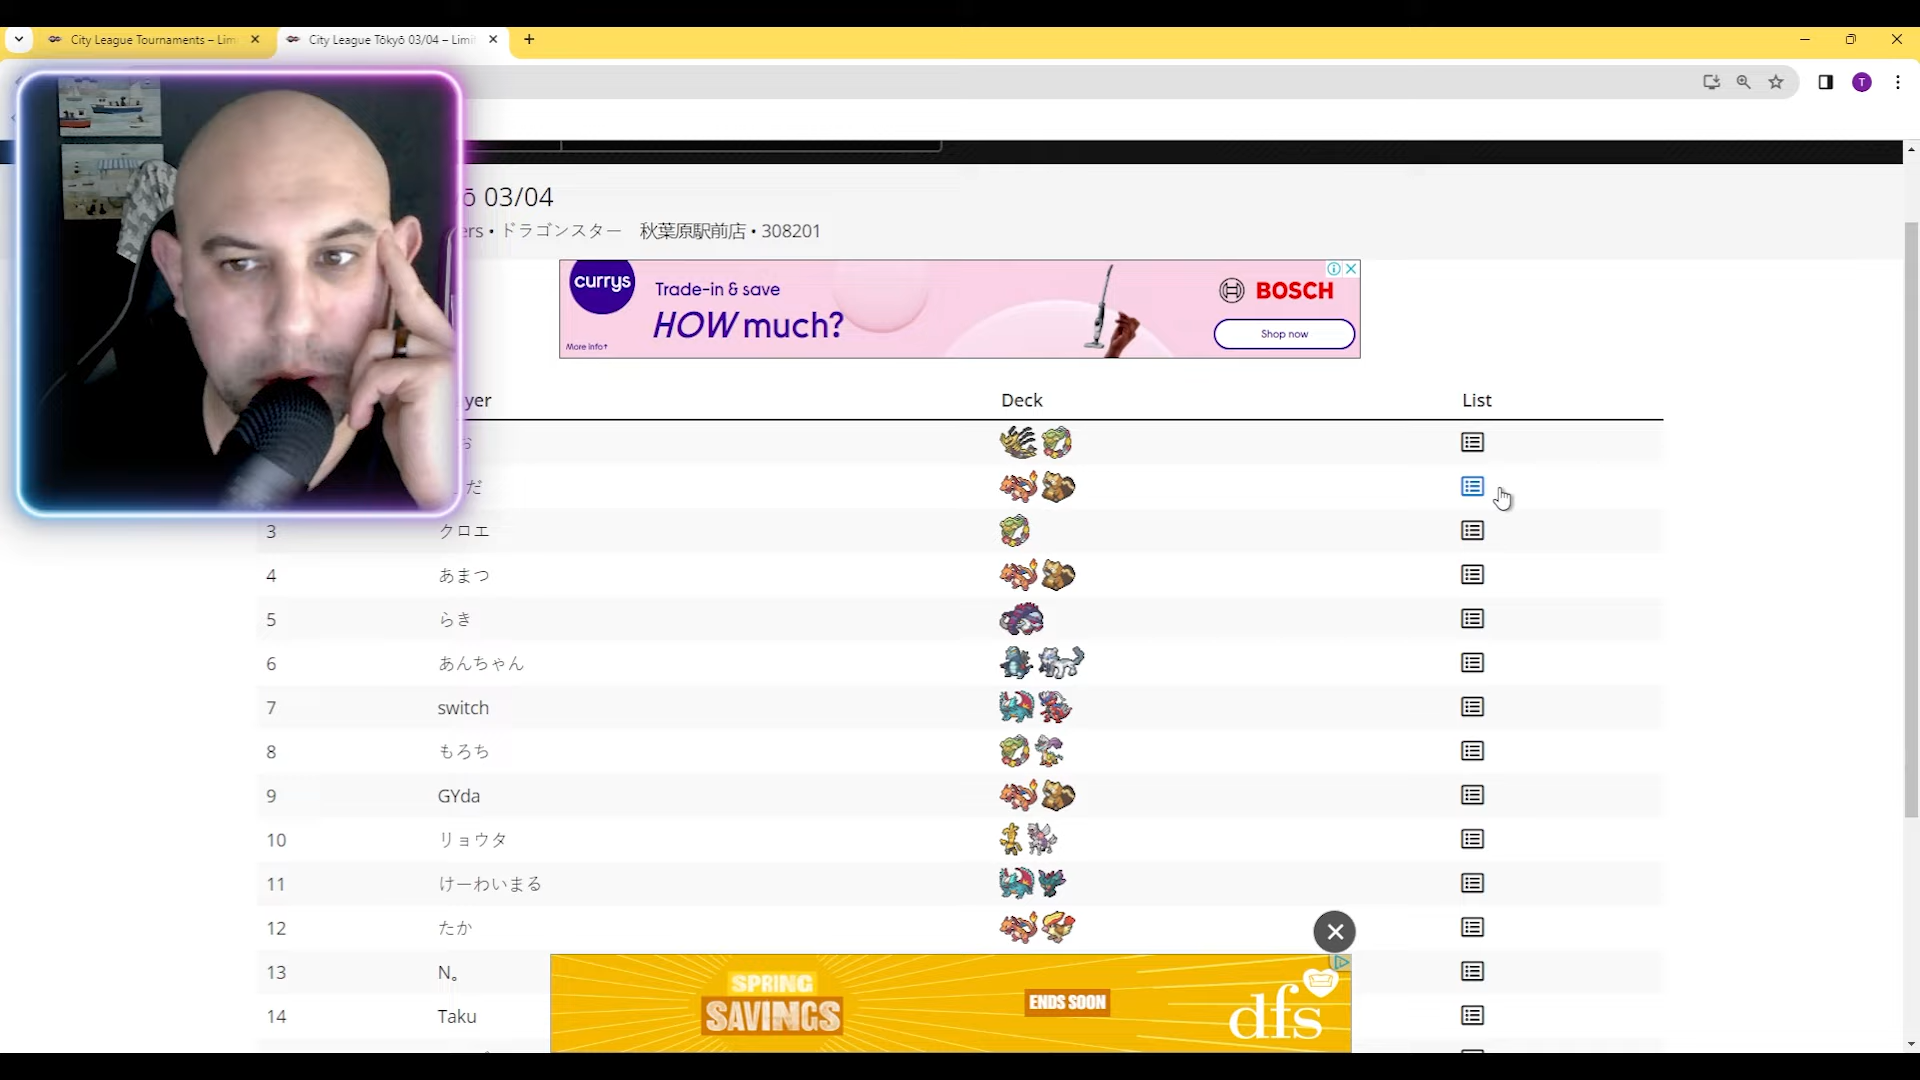 City League Tournaments – Lim
City League Tōkyō 03/04 – Limi
T
ō 03/04
ers • ドラゴンスター 秋葉原駅前店 • 308201
currys
Trade-in & save
HOW much?
More Info↑
BOSCH
Shop now
yer Deck List
お
だ
3 クロエ
4 あまつ
5 らき
6 あんちゃん
7 switch
8 もろち
9 GYda
10 リョウタ
11 けーわいまる
12 たか
13 N。
14 Taku
SPRING
SAVINGS
ENDS SOON
dfs